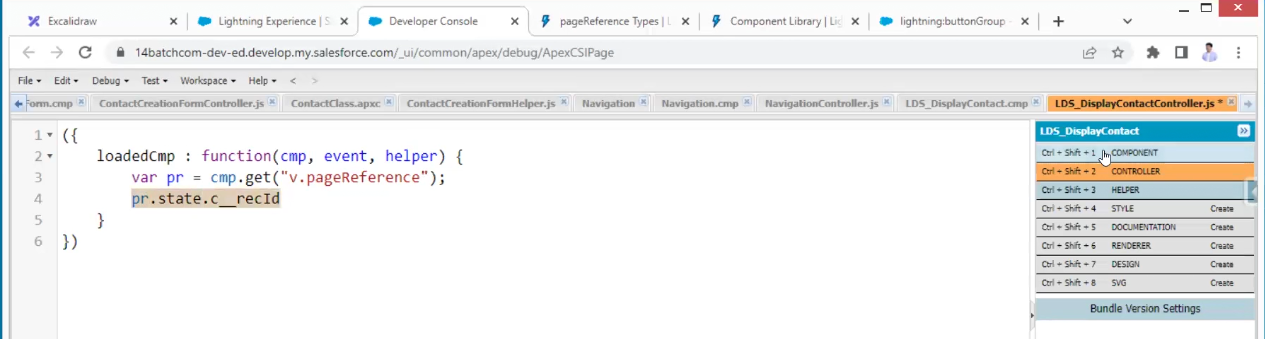 Excalidraw
Lightning Experience | S
Developer Console
pageReference Types | L
Component Library | Lig
lightning:buttonGroup -
14batchcom-dev-ed.develop.my.salesforce.com/_ui/common/apex/debug/ApexCSIPage
File Edit Debug Test Workspace Help < >
Form.cmp ContactCreationFormController.js ContactClass.apxc ContactCreationFormHelper.js Navigation Navigation.cmp NavigationController.js LDS_DisplayContact.cmp LDS_DisplayContactController.js *
1 ({
2 loadedCmp : function(cmp, event, helper) {
3 var pr = cmp.get("v.pageReference");
4 pr.state.c__recId
5 }
6 })
LDS_DisplayContact
Ctrl + Shift + 1 COMPONENT
Ctrl + Shift + 2 CONTROLLER
Ctrl + Shift + 3 HELPER
Ctrl + Shift + 4 STYLE Create
Ctrl + Shift + 5 DOCUMENTATION Create
Ctrl + Shift + 6 RENDERER Create
Ctrl + Shift + 7 DESIGN Create
Ctrl + Shift + 8 SVG Create
Bundle Version Settings